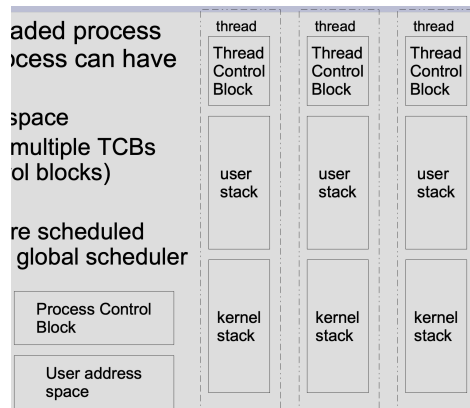 aded process
ocess can have
space
multiple TCBs
ol blocks)
re scheduled
global scheduler
Process Control
Block
User address
space
thread
Thread
Control
Block
user
stack
kernel
stack
thread
Thread
Control
Block
user
stack
kernel
stack
thread
Thread
Control
Block
user
stack
kernel
stack